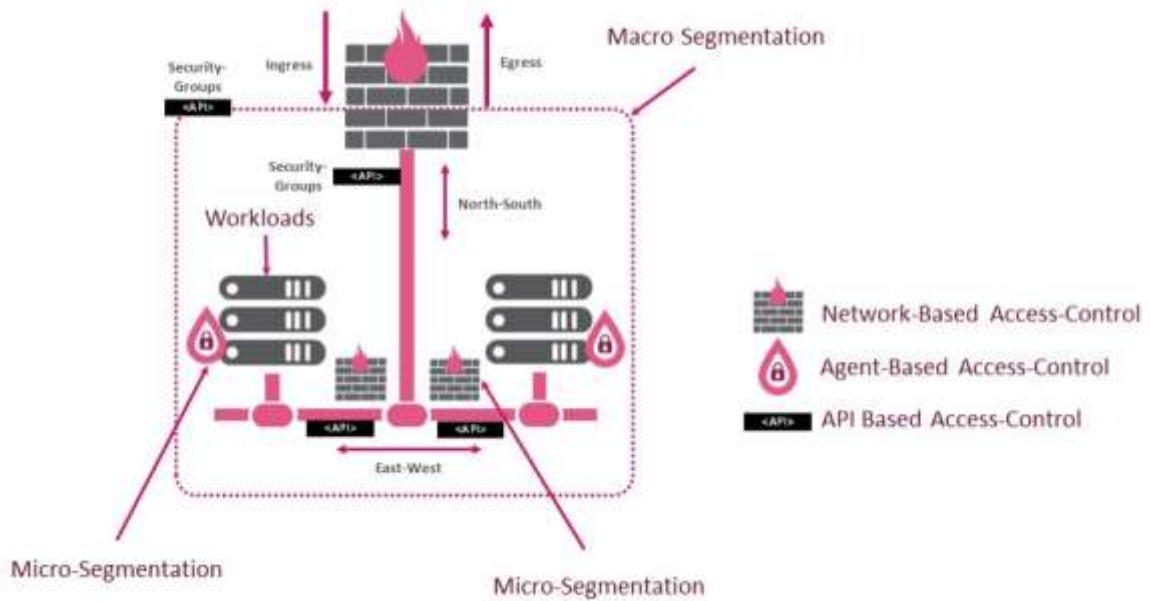 Macro Segmentation
Ingress
Egress
Security-
Groups
<API>
Security-
Groups
<API>
North-South
Workloads
Network-Based Access-Control
Agent-Based Access-Control
<API>
API Based Access-Control
<API>
<API>
East-West
Micro-Segmentation
Micro-Segmentation